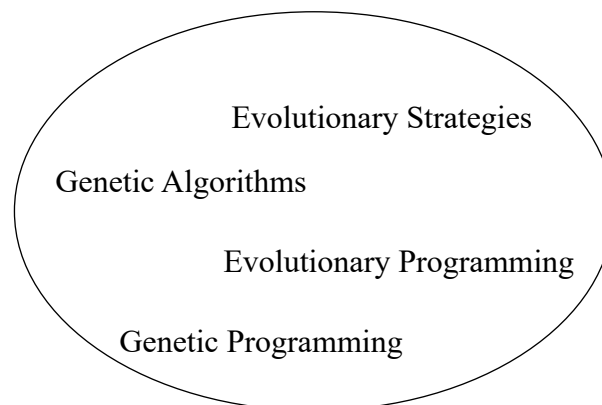 Evolutionary Strategies
Genetic Algorithms
Evolutionary Programming
Genetic Programming